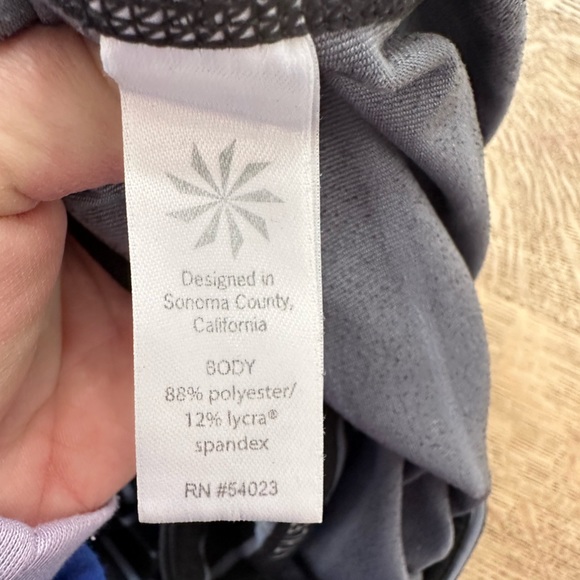 Designed in
Sonoma County,
California
BODY
88% polyester/
12% lycra®
spandex
RN #54023